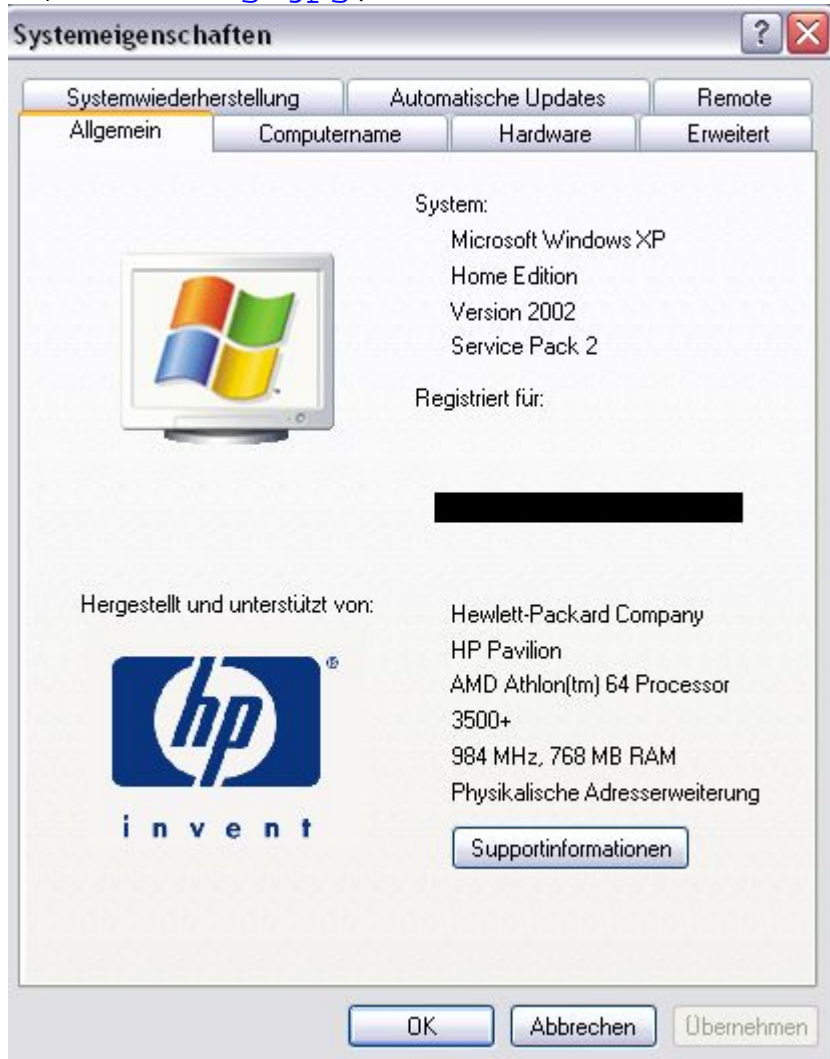 Systemeigenschaften
Systemwiederherstellung Automatische Updates Remote
Allgemein Computername Hardware Erweitert
System:
Microsoft Windows XP
Home Edition
Version 2002
Service Pack 2
Registriert für:
Hergestellt und unterstützt von:
hp®
invent
Hewlett-Packard Company
HP Pavilion
AMD Athlon(tm) 64 Processor
3500+
984 MHz, 768 MB RAM
Physikalische Adresserweiterung
Supportinformationen
OK Abbrechen Übernehmen